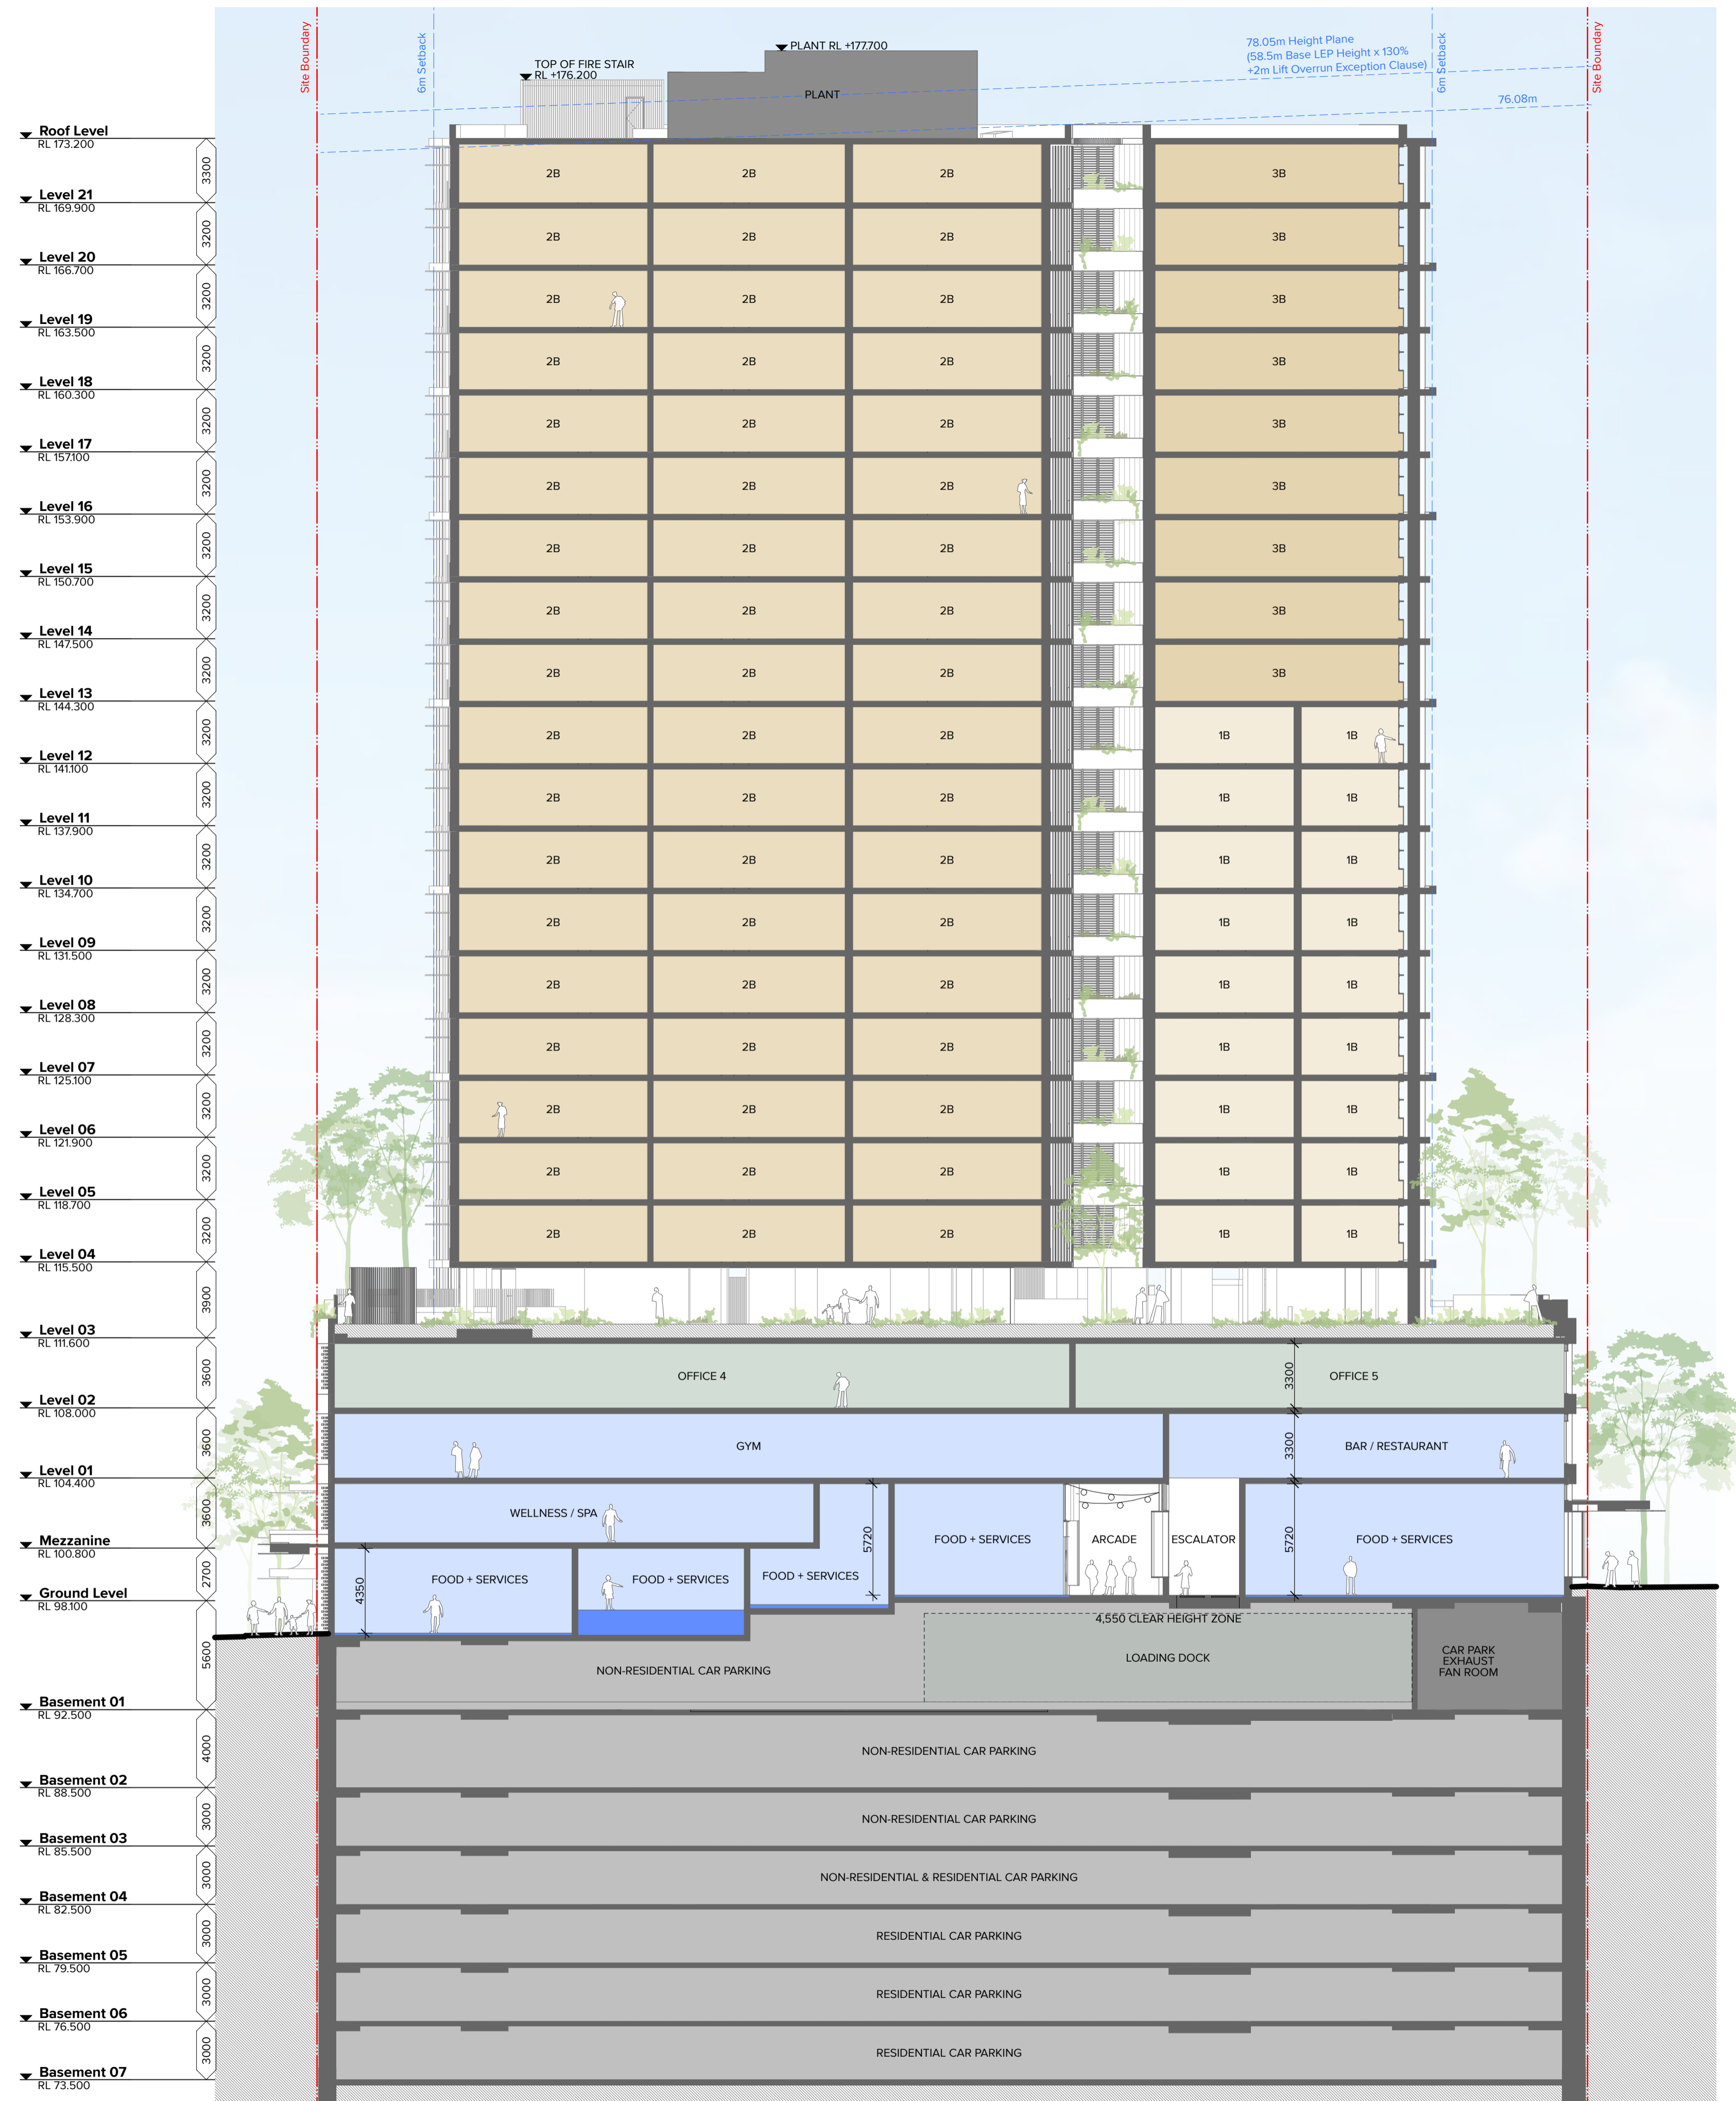 Site Boundary
6m Setback
PLANT RL +177.700
TOP OF FIRE STAIR
RL +176.200
PLANT
78.05m Height Plane
(58.5m Base LEP Height x 130%
+2m Lift Overrun Exception Clause)
6m Setback
Site Boundary
76.08m
Roof Level
RL 173.200
3300
2B 2B 2B 3B
Level 21
RL 169.900
3200
2B 2B 2B 3B
Level 20
RL 166.700
3200
2B 2B 2B 3B
Level 19
RL 163.500
3200
2B 2B 2B 3B
Level 18
RL 160.300
3200
2B 2B 2B 3B
Level 17
RL 157.100
3200
2B 2B 2B 3B
Level 16
RL 153.900
3200
2B 2B 2B 3B
Level 15
RL 150.700
3200
2B 2B 2B 3B
Level 14
RL 147.500
3200
2B 2B 2B 3B
Level 13
RL 144.300
3200
2B 2B 2B 1B 1B
Level 12
RL 141.100
3200
2B 2B 2B 1B 1B
Level 11
RL 137.900
3200
2B 2B 2B 1B 1B
Level 10
RL 134.700
3200
2B 2B 2B 1B 1B
Level 09
RL 131.500
3200
2B 2B 2B 1B 1B
Level 08
RL 128.300
3200
2B 2B 2B 1B 1B
Level 07
RL 125.100
3200
2B 2B 2B 1B 1B
Level 06
RL 121.900
3200
2B 2B 2B 1B 1B
Level 05
RL 118.700
3200
2B 2B 2B 1B 1B
Level 04
RL 115.500
3900
Level 03
RL 111.600
3600
OFFICE 4
3300
OFFICE 5
Level 02
RL 108.000
3600
GYM
3300
BAR / RESTAURANT
Level 01
RL 104.400
3600
WELLNESS / SPA
5720
FOOD + SERVICES
ARCADE
ESCALATOR
5720
FOOD + SERVICES
Mezzanine
RL 100.800
2700
4350
FOOD + SERVICES
FOOD + SERVICES
FOOD + SERVICES
Ground Level
RL 98.100
5600
4,550 CLEAR HEIGHT ZONE
LOADING DOCK
CAR PARK
EXHAUST
FAN ROOM
NON-RESIDENTIAL CAR PARKING
Basement 01
RL 92.500
4000
NON-RESIDENTIAL CAR PARKING
Basement 02
RL 88.500
3000
NON-RESIDENTIAL CAR PARKING
Basement 03
RL 85.500
3000
NON-RESIDENTIAL & RESIDENTIAL CAR PARKING
Basement 04
RL 82.500
3000
RESIDENTIAL CAR PARKING
Basement 05
RL 79.500
3000
RESIDENTIAL CAR PARKING
Basement 06
RL 76.500
3000
RESIDENTIAL CAR PARKING
Basement 07
RL 73.500